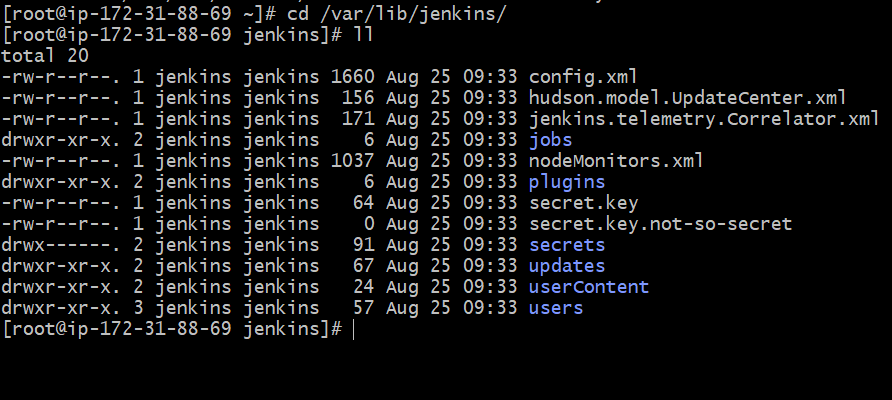 [root@ip-172-31-88-69 ~]# cd /var/lib/jenkins/
[root@ip-172-31-88-69 jenkins]# ll
total 20
-rw-r--r--. 1 jenkins jenkins 1660 Aug 25 09:33 config.xml
-rw-r--r--. 1 jenkins jenkins  156 Aug 25 09:33 hudson.model.UpdateCenter.xml
-rw-r--r--. 1 jenkins jenkins  171 Aug 25 09:33 jenkins.telemetry.Correlator.xml
drwxr-xr-x. 2 jenkins jenkins    6 Aug 25 09:33 jobs
-rw-r--r--. 1 jenkins jenkins 1037 Aug 25 09:33 nodeMonitors.xml
drwxr-xr-x. 2 jenkins jenkins    6 Aug 25 09:33 plugins
-rw-r--r--. 1 jenkins jenkins   64 Aug 25 09:33 secret.key
-rw-r--r--. 1 jenkins jenkins    0 Aug 25 09:33 secret.key.not-so-secret
drwx------. 2 jenkins jenkins   91 Aug 25 09:33 secrets
drwxr-xr-x. 2 jenkins jenkins   67 Aug 25 09:33 updates
drwxr-xr-x. 2 jenkins jenkins   24 Aug 25 09:33 userContent
drwxr-xr-x. 3 jenkins jenkins   57 Aug 25 09:33 users
[root@ip-172-31-88-69 jenkins]#